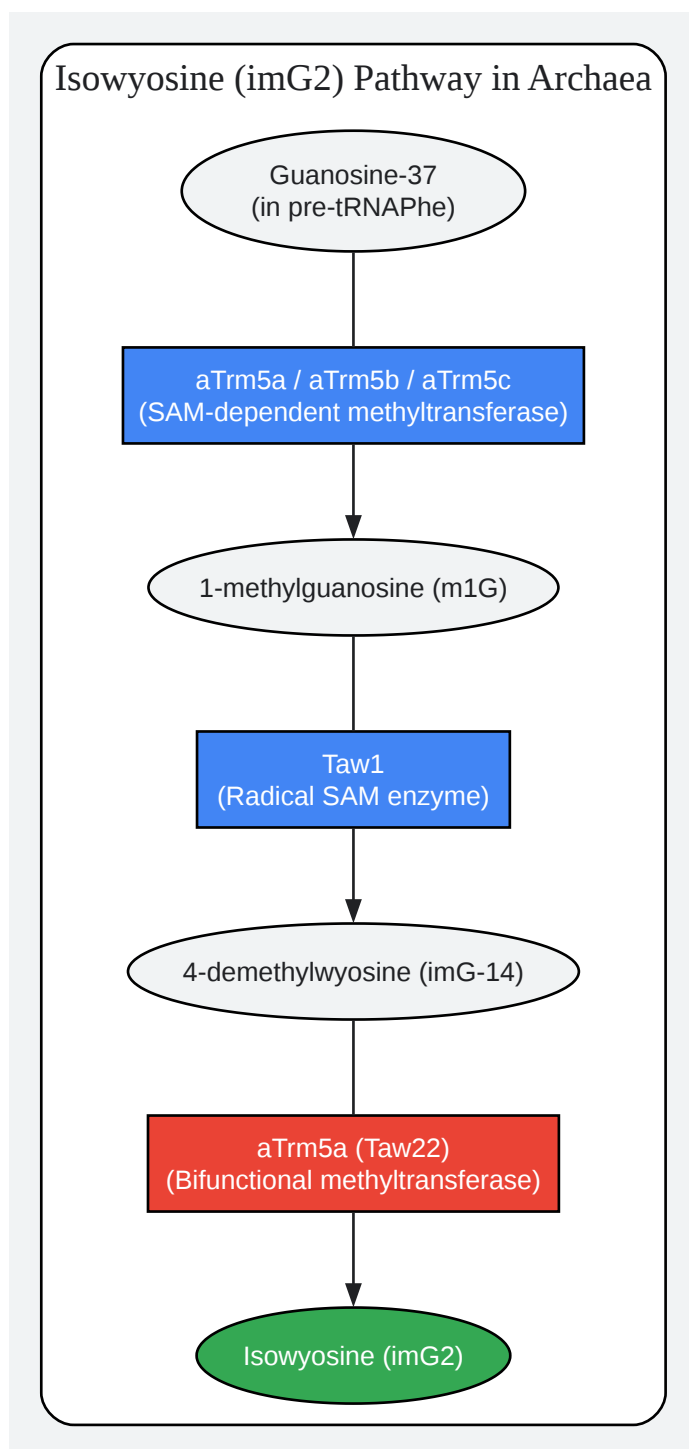 Isowyosine (imG2) Pathway in Archaea
Guanosine-37
(in pre-tRNAPhe)
aTrm5a / aTrm5b / aTrm5c
(SAM-dependent methyltransferase)
1-methylguanosine (m1G)
Taw1
(Radical SAM enzyme)
4-demethylwyosine (imG-14)
aTrm5a (Taw22)
(Bifunctional methyltransferase)
Isowyosine (imG2)